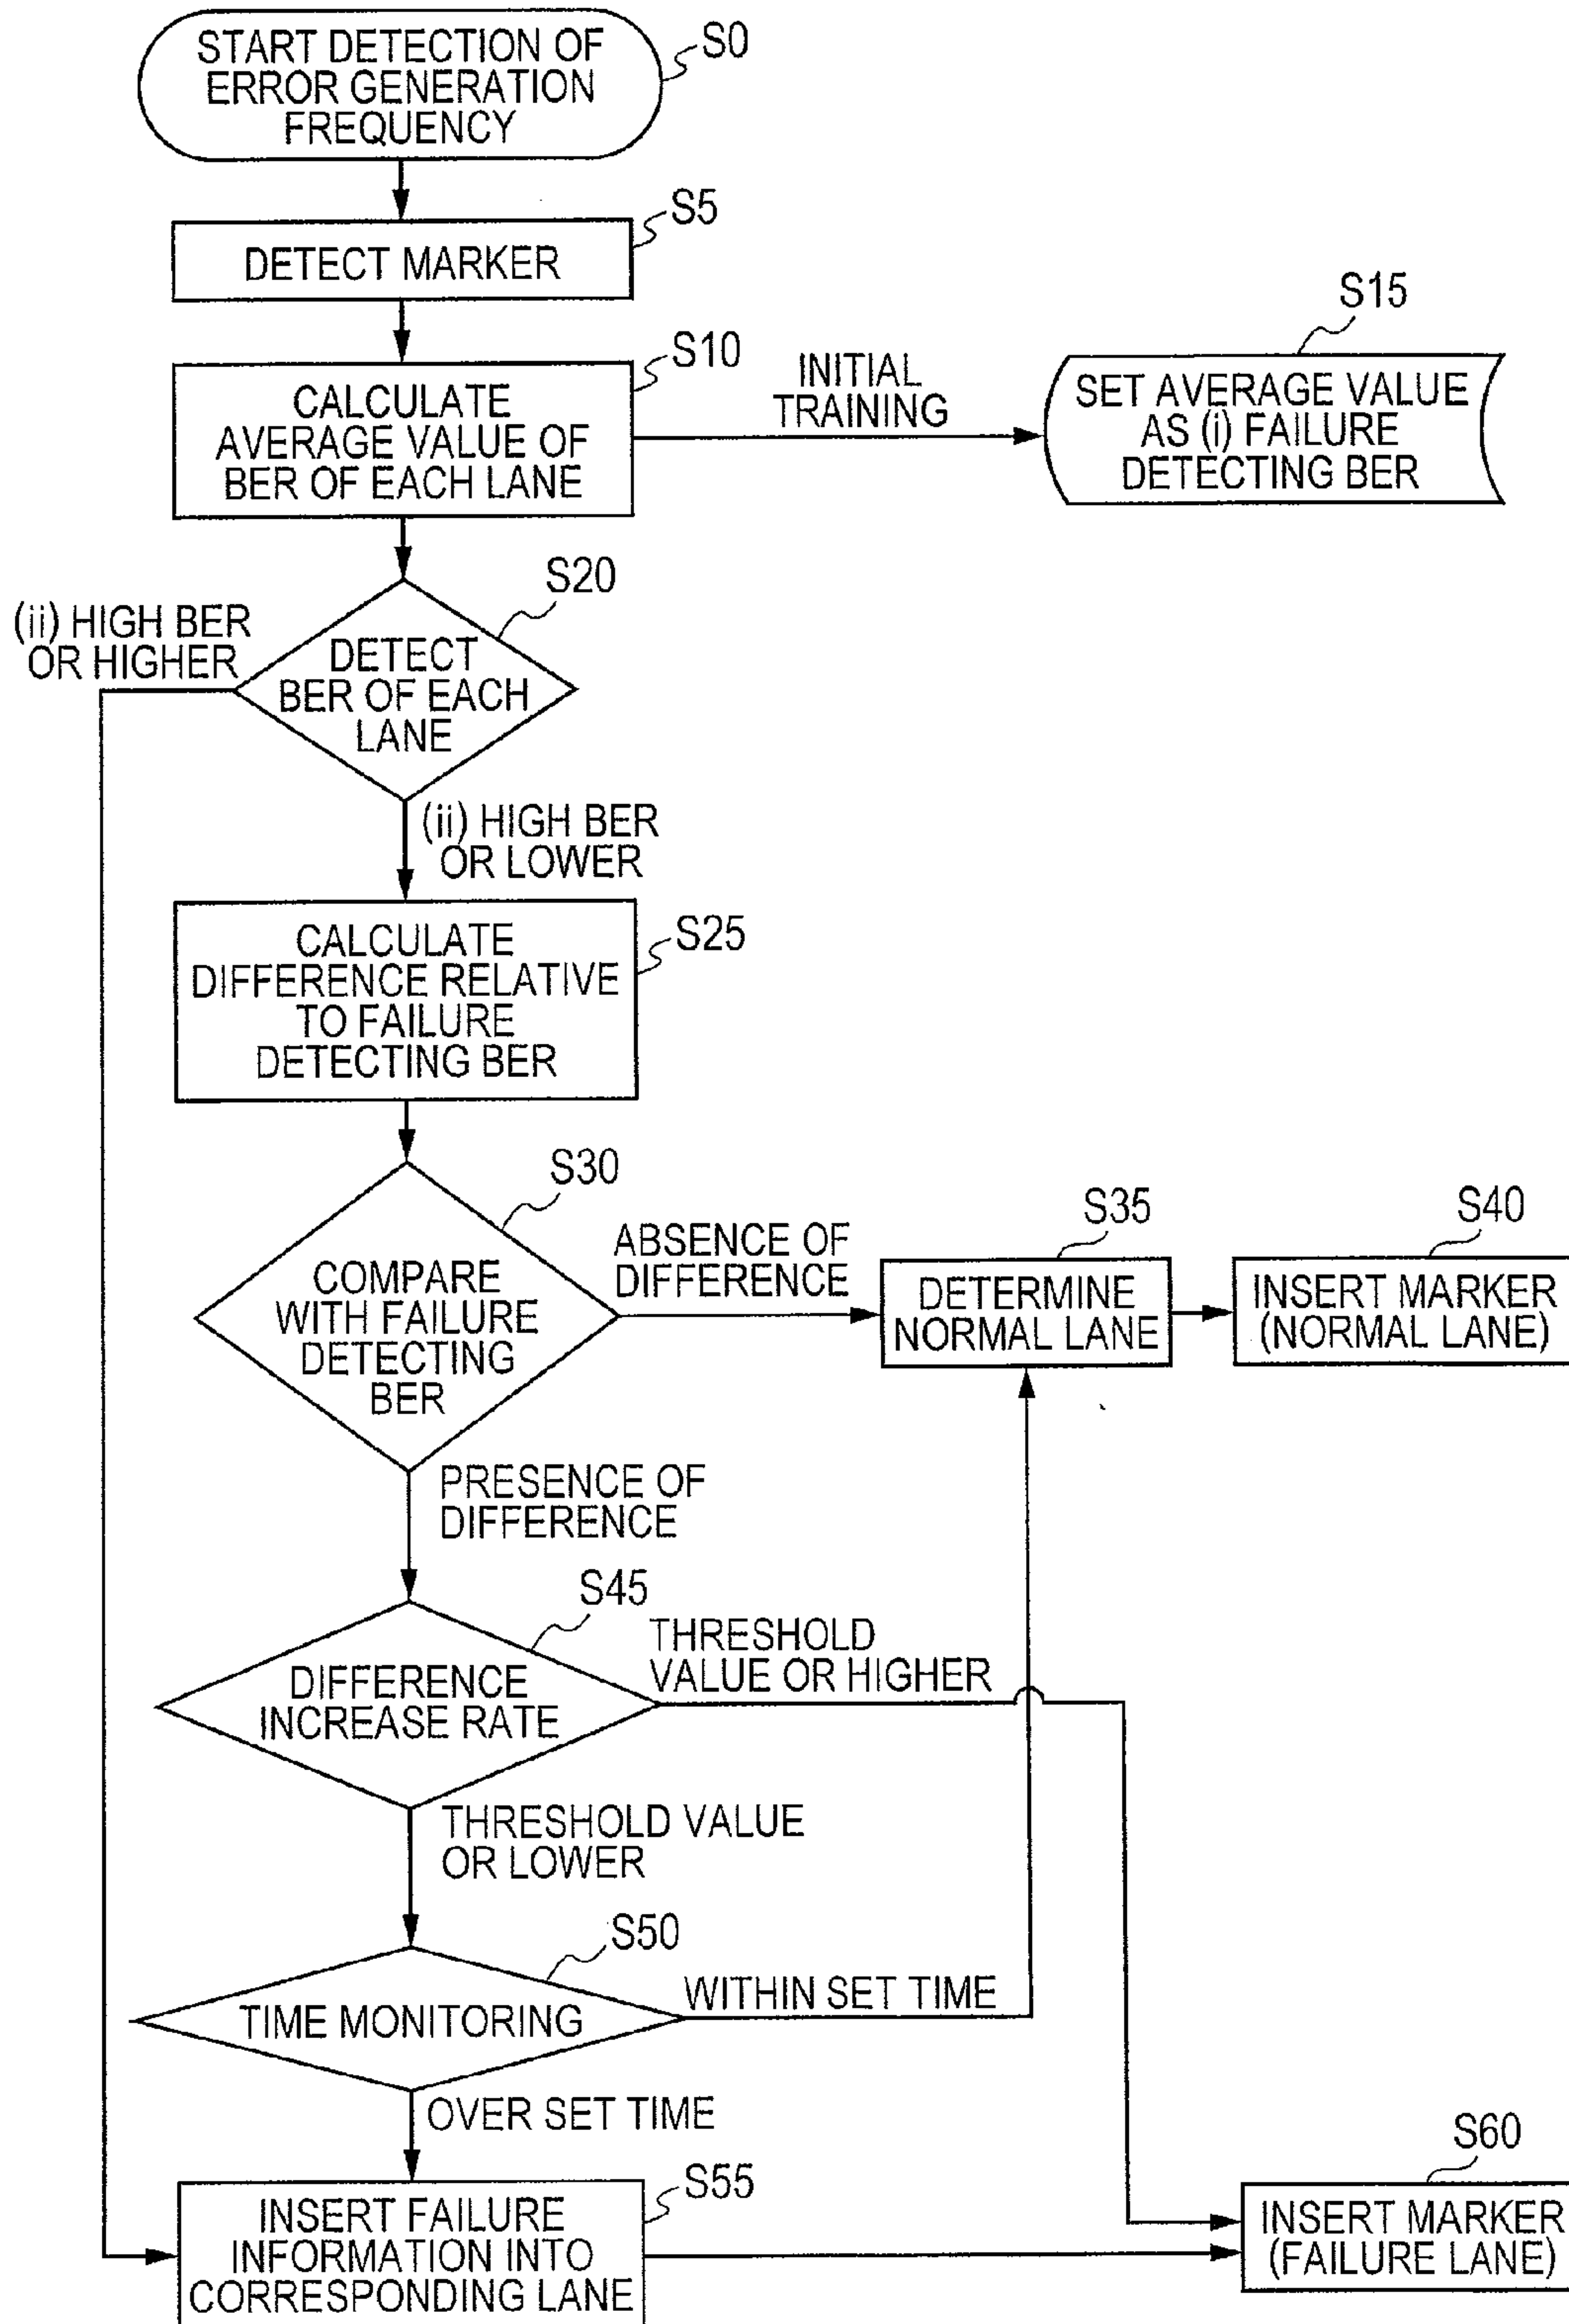 START DETECTION OF
ERROR GENERATION
FREQUENCY
S0
DETECT MARKER
S5
CALCULATE
AVERAGE VALUE OF
BER OF EACH LANE
S10
INITIAL
TRAINING
S15
SET AVERAGE VALUE
AS (i) FAILURE
DETECTING BER
S20
(ii) HIGH BER
OR HIGHER
DETECT
BER OF EACH
LANE
(ii) HIGH BER
OR LOWER
CALCULATE
DIFFERENCE RELATIVE
TO FAILURE
DETECTING BER
S25
S30
COMPARE
WITH FAILURE
DETECTING
BER
ABSENCE OF
DIFFERENCE
S35
DETERMINE
NORMAL LANE
S40
INSERT MARKER
(NORMAL LANE)
PRESENCE OF
DIFFERENCE
S45
DIFFERENCE
INCREASE RATE
THRESHOLD
VALUE OR HIGHER
THRESHOLD VALUE
OR LOWER
S50
TIME MONITORING
WITHIN SET TIME
OVER SET TIME
S55
INSERT FAILURE
INFORMATION INTO
CORRESPONDING LANE
S60
INSERT MARKER
(FAILURE LANE)